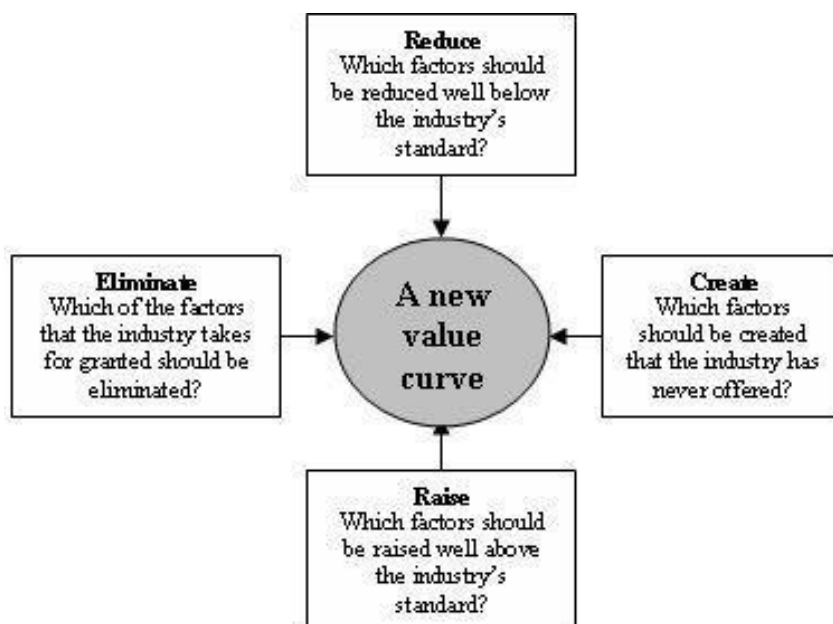 Reduce
Which factors should
be reduced well below
the industry's
standard?
Eliminate
Which of the factors
that the industry takes
for granted should be
eliminated?
A new
value
curve
Create
Which factors
should be created
that the industry has
never offered?
Raise
Which factors should
be raised well above
the industry's
standard?